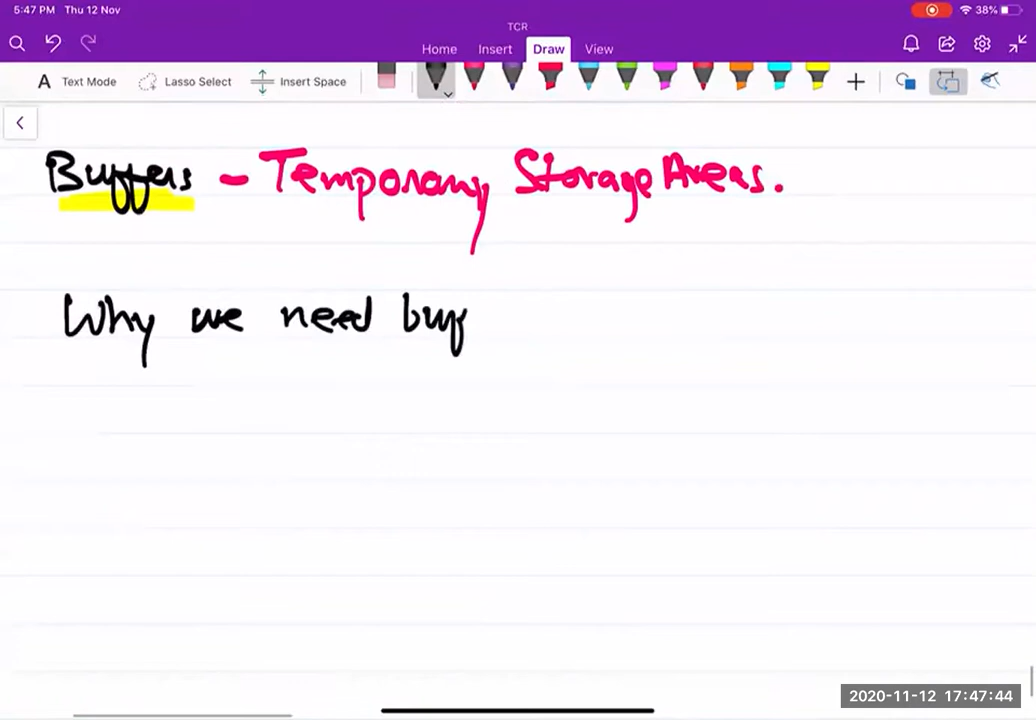 5:47 PM Thu 12 Nov
38%
TCR
Home Insert Draw View
A Text Mode Lasso Select Insert Space
Buffers - Temporary Storage Areas.
Why we need buf
2020-11-12 17:47:44